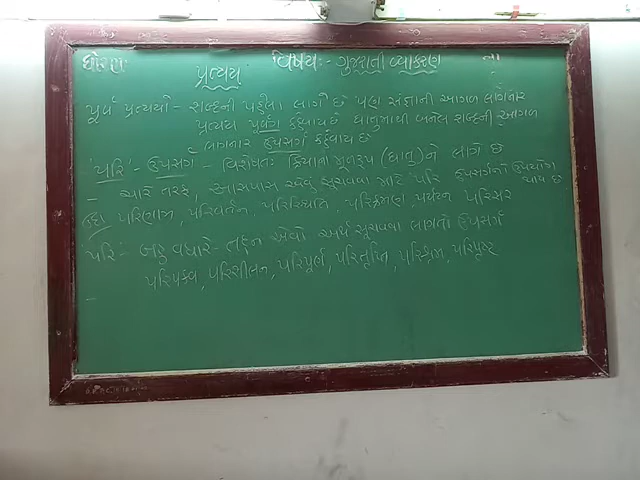 ધોરણ વિષય:- ગુજરાતી વ્યાકરણ તા
પ્રત્યય
પૂર્વ પ્રત્યયો - શબ્દની પહેલા લાગે છે પણ સંજ્ઞાની આગળ લાગનાર
પ્રત્યય પૂર્વગ કહેવાય છે ધાતુમાંથી બનેલ શબ્દની આગળ
લાગનાર ઉપસર્ગ કહેવાય છે
'પરિ' - ઉપસર્ગ - વિશેષતઃ ક્રિયાના મૂળરૂપ (ધાતુ) ને લાગે છે
- ચારે તરફ, આસપાસ એવું સૂચવવા માટે પરિ ઉપસર્ગનો ઉપયોગ થાય છે
દા પરિણામ, પરિવર્તન, પરિસ્થિતિ, પરિક્રમણ, પર્યટન પરિસર
પરિ:- બહુ વધારે - તદ્દન એવો અર્થ સૂચવવા લાગતો ઉપસર્ગ
પરિપક્વ, પરિશીલન, પરિપૂર્ણ, પરિતૃપ્તિ, પરિશ્રમ, પરિપુષ્ટ
-